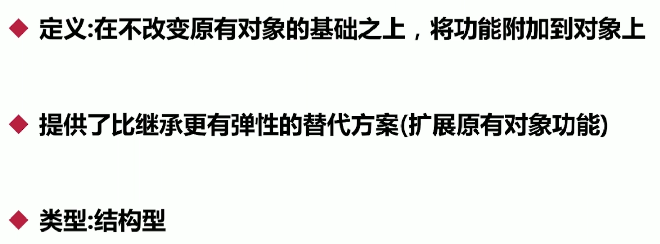 定义:在不改变原有对象的基础之上，将功能附加到对象上
提供了比继承更有弹性的替代方案(扩展原有对象功能)
类型:结构型